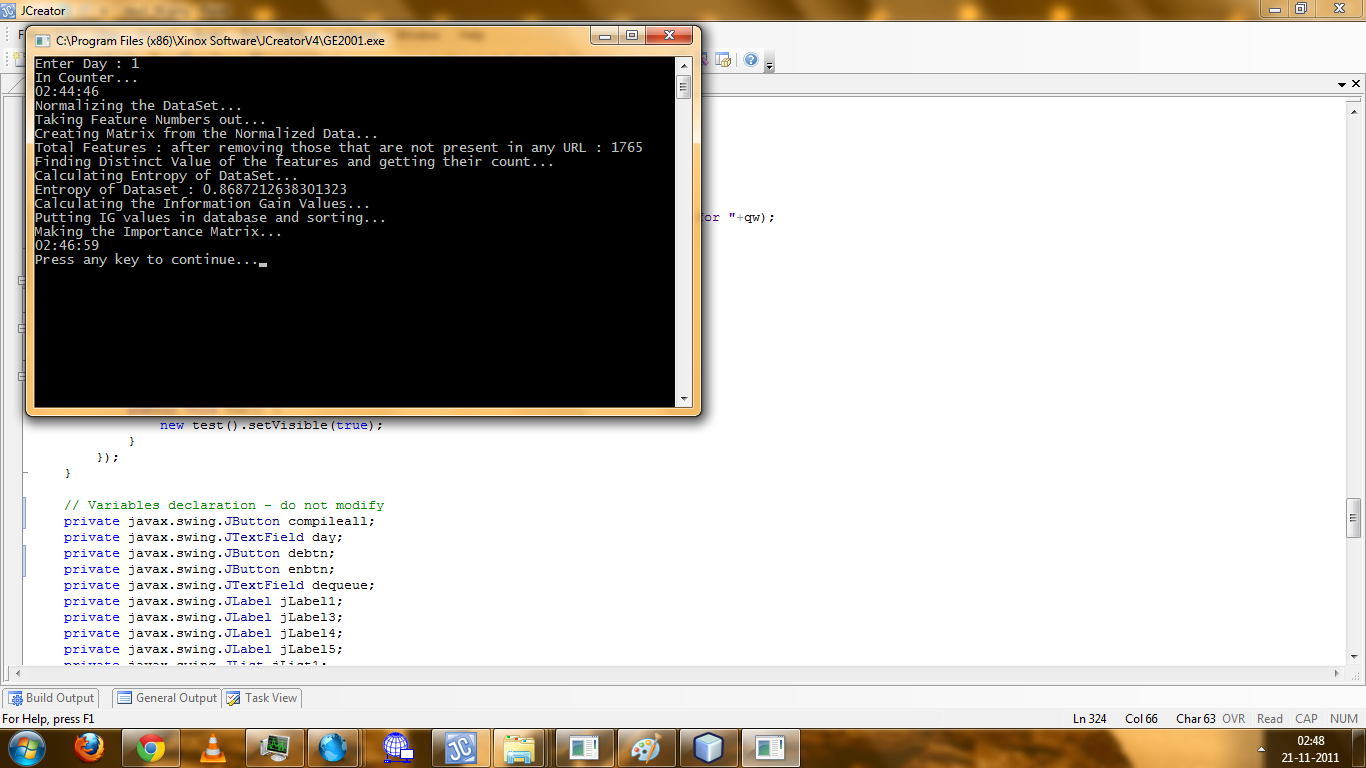 JCreator
C:\Program Files (x86)\Xinox Software\JCreatorV4\GE2001.exe
Enter Day : 1
In Counter...
02:44:46
Normalizing the DataSet...
Taking Feature Numbers out...
Creating Matrix from the Normalized Data...
Total Features : after removing those that are not present in any URL : 1765
Finding Distinct Value of the features and getting their count...
Calculating Entropy of DataSet...
Entropy of Dataset : 0.8687212638301323
Calculating the Information Gain Values...
Putting IG values in database and sorting...
Making the Importance Matrix...
02:46:59
Press any key to continue...
for "+qw);
new test().setVisible(true);
}
});
}
// Variables declaration - do not modify
private javax.swing.JButton compileall;
private javax.swing.JTextField day;
private javax.swing.JButton debtn;
private javax.swing.JButton enbtn;
private javax.swing.JTextField dequeue;
private javax.swing.JLabel jLabel1;
private javax.swing.JLabel jLabel3;
private javax.swing.JLabel jLabel4;
private javax.swing.JLabel jLabel5;
private javax.swing.JList jList1;
Build Output General Output Task View
For Help, press F1 Ln 324 Col 66 Char 63 OVR Read CAP NUM
JC
02:48
21-11-2011